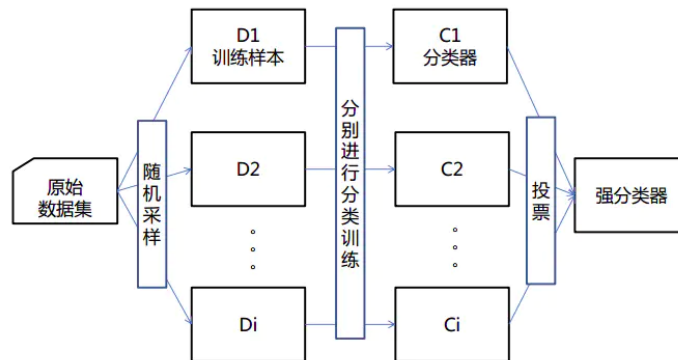 D1
训练样本
C1
分类器
原始
数据集
随机采样
D2
分别进行分类训练
C2
投票
强分类器
。
。
。
。
。
。
Di
Ci